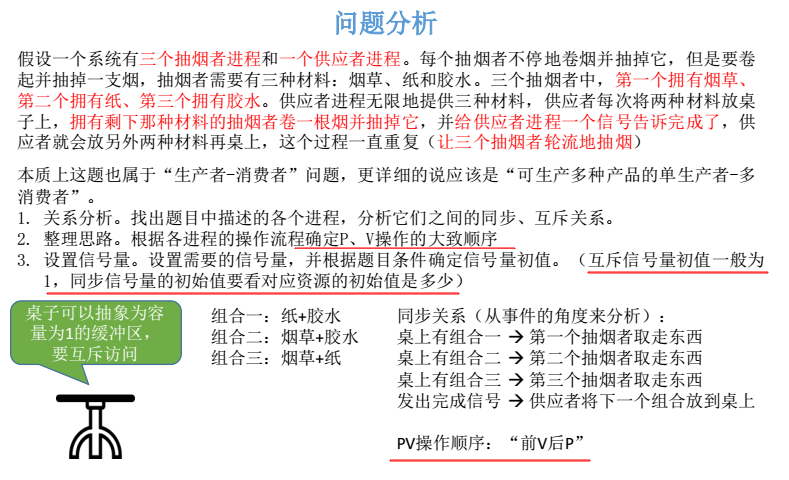 问题分析
假设一个系统有三个抽烟者进程和一个供应者进程。每个抽烟者不停地卷烟并抽掉它，但是要卷
起并抽掉一支烟，抽烟者需要有三种材料：烟草、纸和胶水。三个抽烟者中，第一个拥有烟草、
第二个拥有纸、第三个拥有胶水。供应者进程无限地提供三种材料，供应者每次将两种材料放桌
子上，拥有剩下那种材料的抽烟者卷一根烟并抽掉它，并给供应者进程一个信号告诉完成了，供
应者就会放另外两种材料再桌上，这个过程一直重复（让三个抽烟者轮流地抽烟）
本质上这题也属于“生产者-消费者”问题，更详细的说应该是“可生产多种产品的单生产者-多
消费者”。
1. 关系分析。找出题目中描述的各个进程，分析它们之间的同步、互斥关系。
2. 整理思路。根据各进程的操作流程确定P、V操作的大致顺序
3. 设置信号量。设置需要的信号量，并根据题目条件确定信号量初值。（互斥信号量初值一般为
1，同步信号量的初始值要看对应资源的初始值是多少）
桌子可以抽象为容
量为1的缓冲区，
要互斥访问
组合一：纸+胶水
组合二：烟草+胶水
组合三：烟草+纸
同步关系（从事件的角度来分析）：
桌上有组合一 → 第一个抽烟者取走东西
桌上有组合二 → 第二个抽烟者取走东西
桌上有组合三 → 第三个抽烟者取走东西
发出完成信号 → 供应者将下一个组合放到桌上
PV操作顺序：“前V后P”